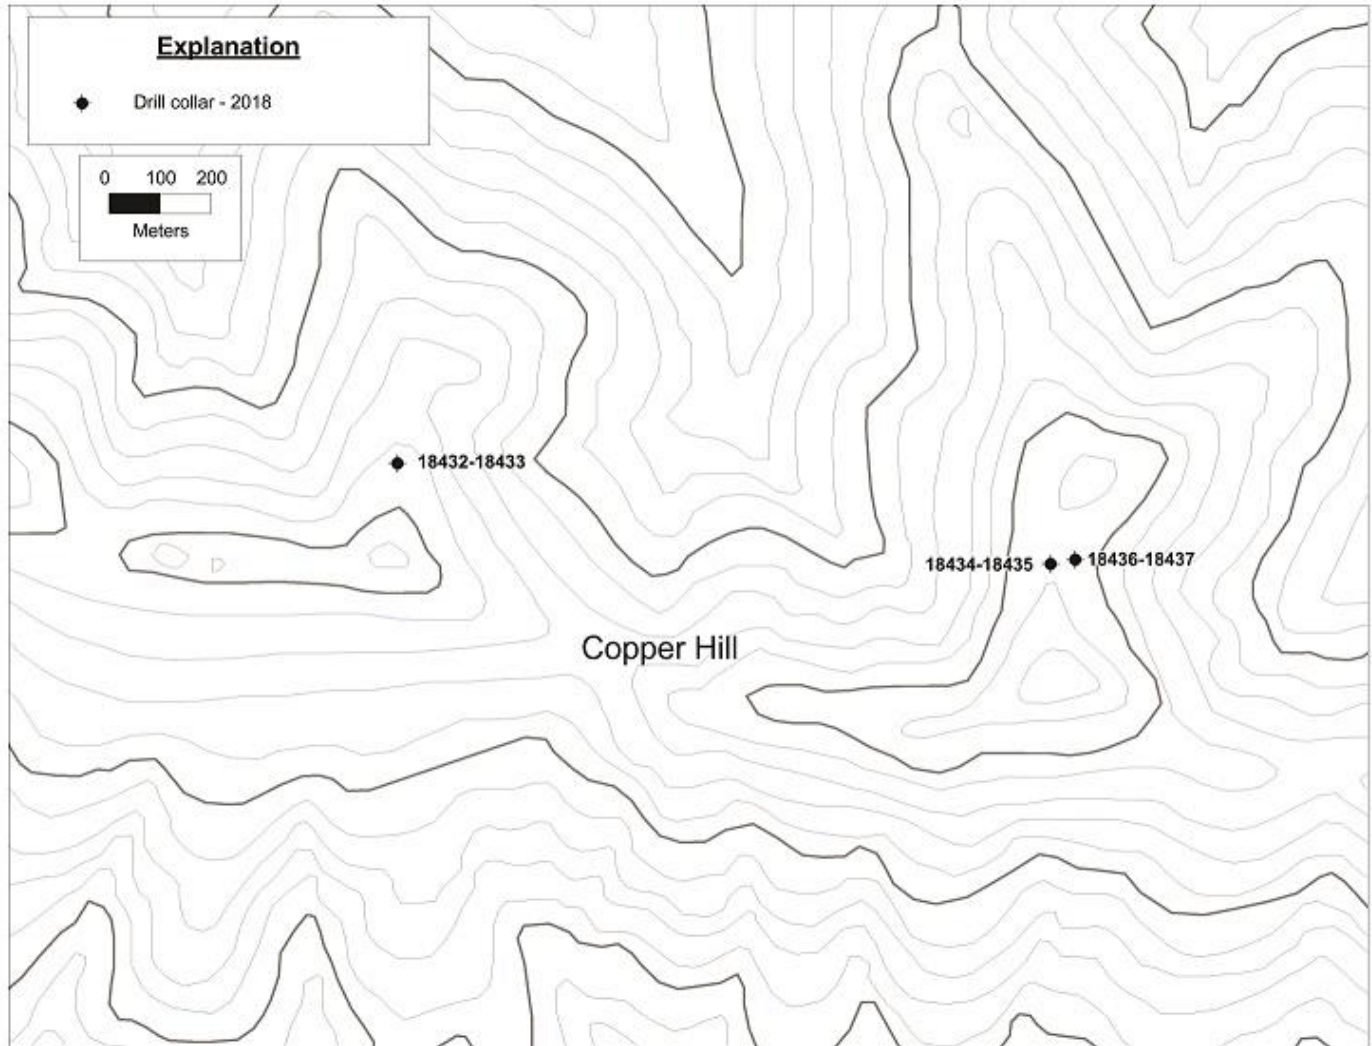 Explanation
Drill collar - 2018
0 100 200
Meters
18432-18433
18434-18435
18436-18437
Copper Hill